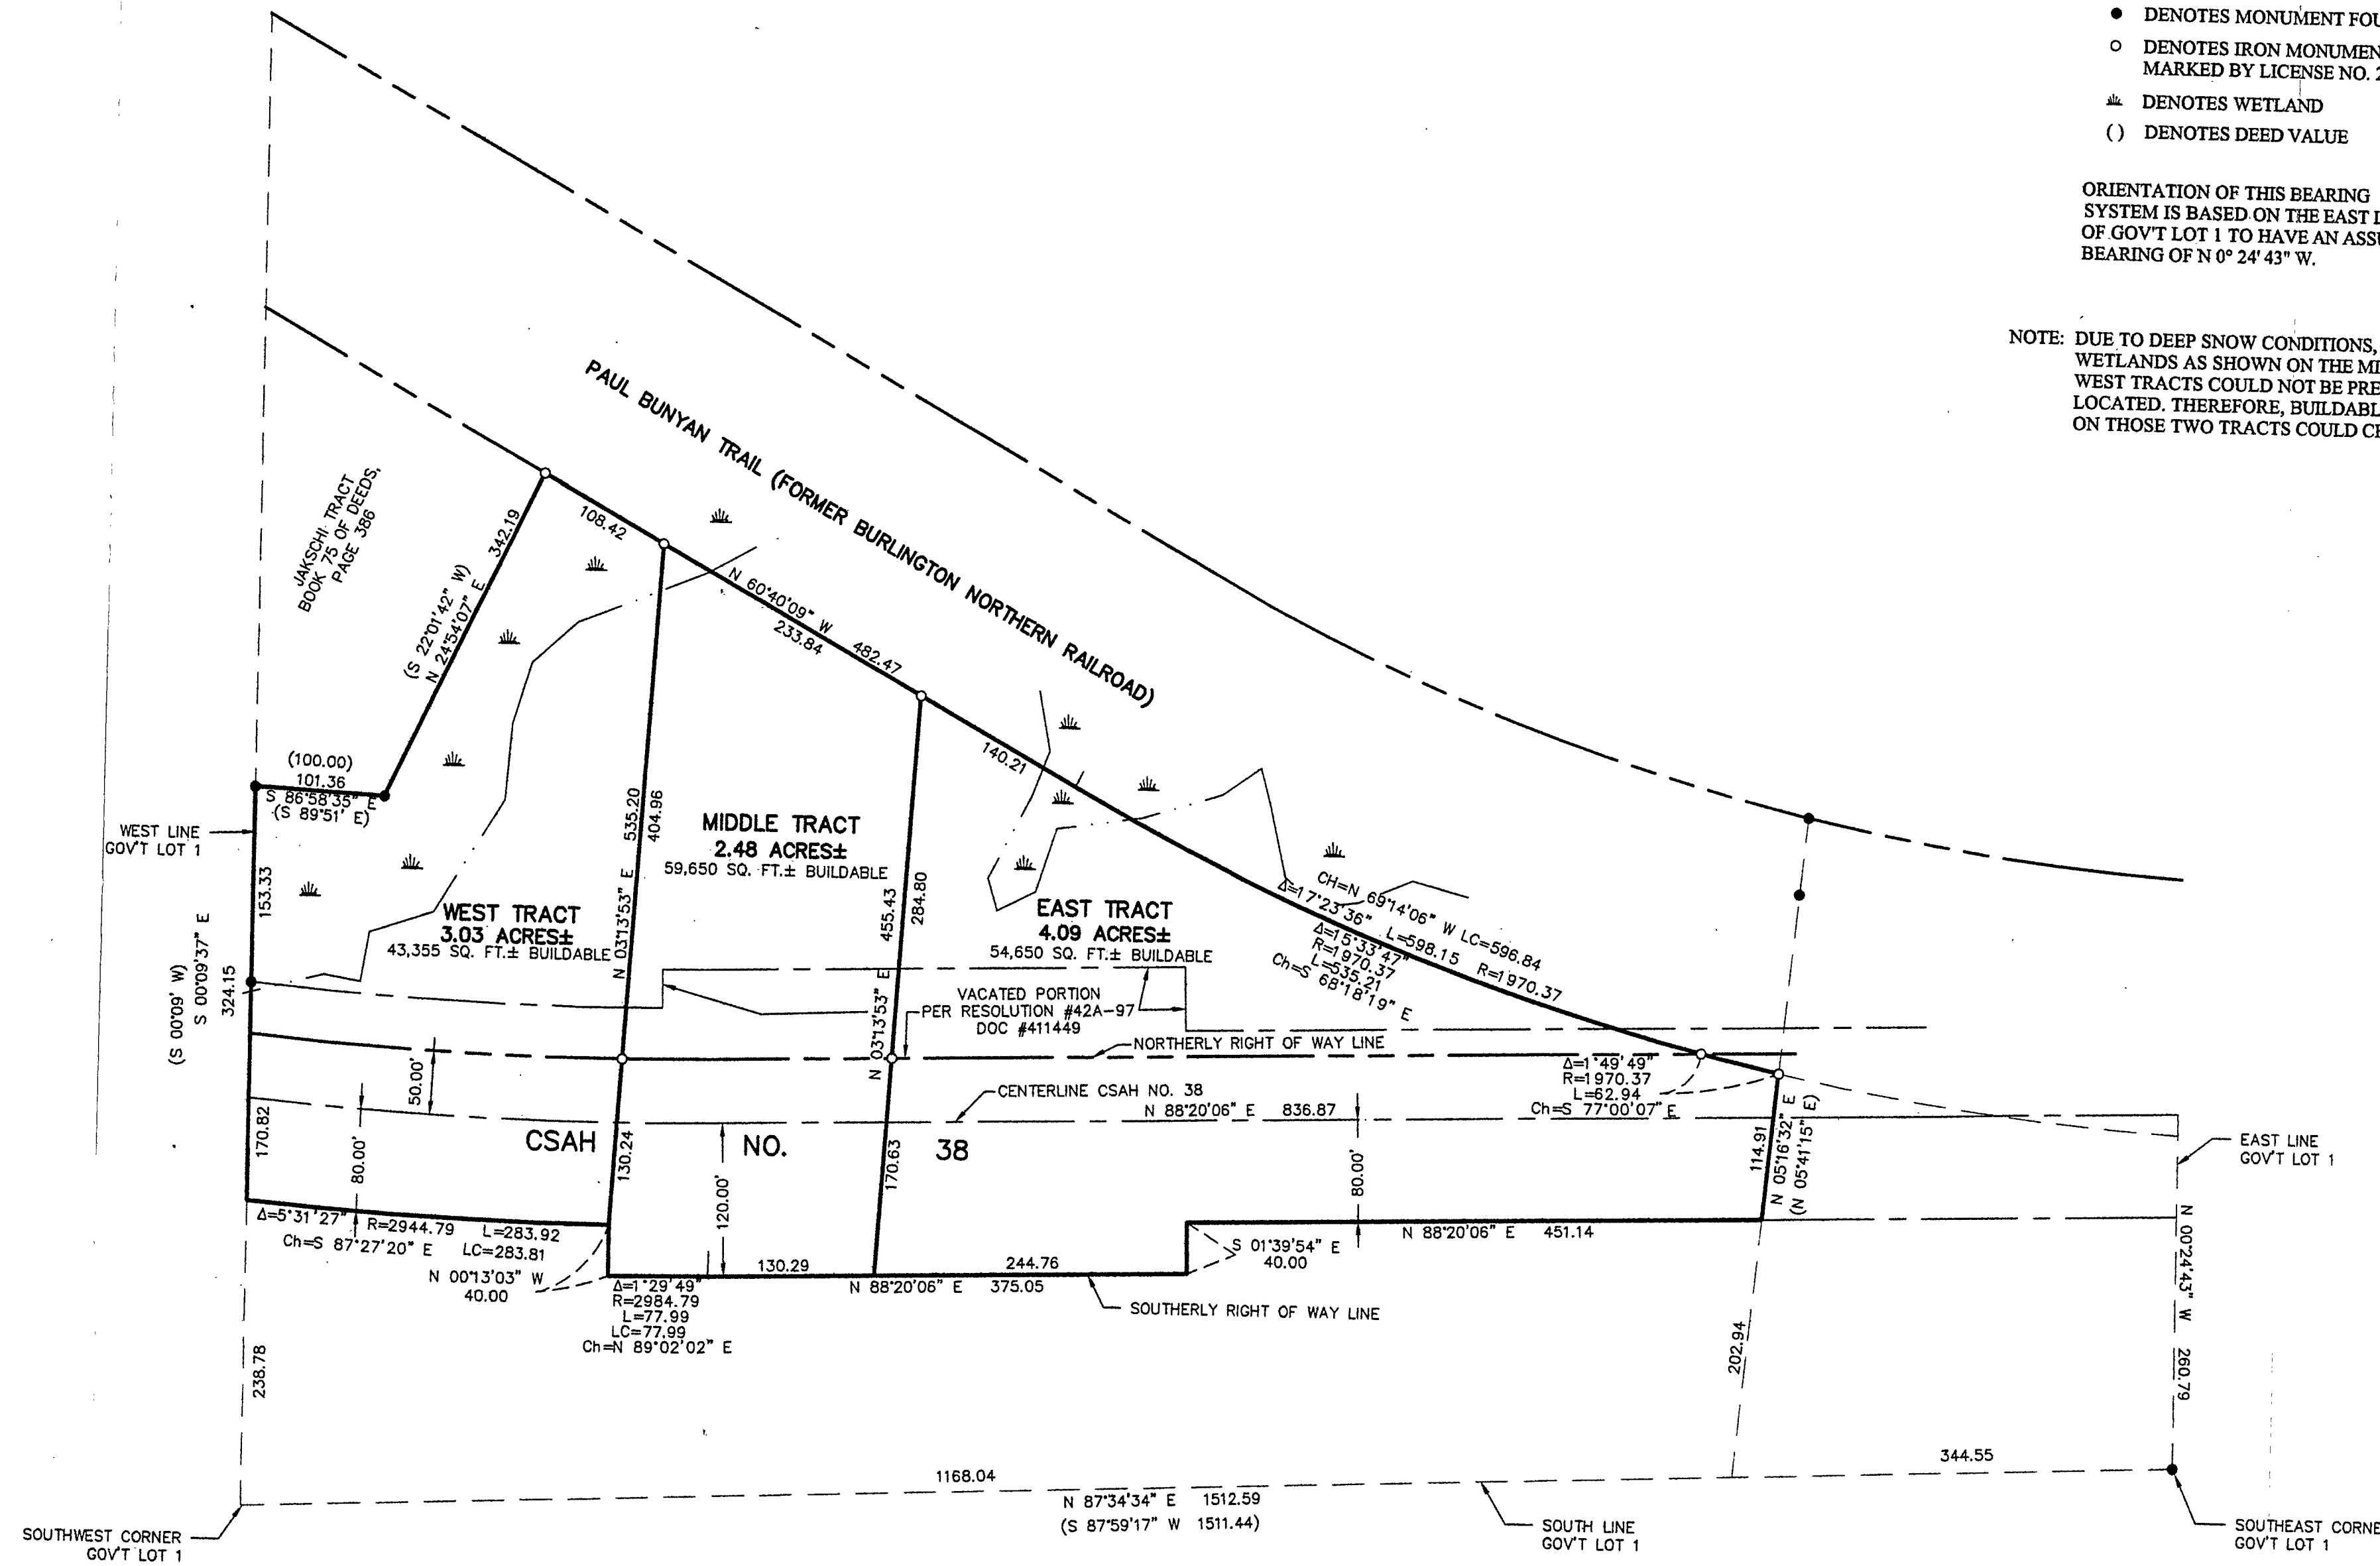 ● DENOTES MONUMENT FOU
○ DENOTES IRON MONUMEN
MARKED BY LICENSE NO. 2
DENOTES WETLAND
( ) DENOTES DEED VALUE
ORIENTATION OF THIS BEARING
SYSTEM IS BASED ON THE EAST L
OF GOV'T LOT 1 TO HAVE AN ASSU
BEARING OF N 0° 24' 43" W.
NOTE: DUE TO DEEP SNOW CONDITIONS,
WETLANDS AS SHOWN ON THE MI
WEST TRACTS COULD NOT BE PRE
LOCATED. THEREFORE, BUILDABL
ON THOSE TWO TRACTS COULD CH
PAUL BUNYAN TRAIL (FORMER BURLINGTON NORTHERN RAILROAD)
JAKSCHI TRACT
BOOK 75 OF DEEDS,
PAGE 386
342.19
(S 22°01'42" W)
N 24°54'07" E
108.42
N 60°40'09" W 482.47
233.84
140.21
(100.00)
101.36
S 86°58'35" E
(S 89°51' E)
WEST LINE
GOV'T LOT 1
153.33
(S 00°09' W)
S 00°09'37" E
324.15
170.82
238.78
WEST TRACT
3.03 ACRES±
43,355 SQ. FT.± BUILDABLE
N 03°13'53" E 535.20
404.96
MIDDLE TRACT
2.48 ACRES±
59,650 SQ. FT.± BUILDABLE
N 03°13'53" E 455.43
284.80
EAST TRACT
4.09 ACRES±
54,650 SQ. FT.± BUILDABLE
CH=N 69°14'06" W LC=596.84
Δ=17°23'36" L=598.15 R=1970.37
Δ=15°33'47"
R=1970.37
L=535.21
Ch=S 68°18'19" E
VACATED PORTION
PER RESOLUTION #42A-97
DOC #411449
NORTHERLY RIGHT OF WAY LINE
CENTERLINE CSAH NO. 38
N 88°20'06" E 836.87
Δ=1°49'49"
R=1970.37
L=62.94
Ch=S 77°00'07" E
50.00'
80.00'
CSAH NO. 38
130.24
120.00'
170.63
80.00'
114.91
N 05°16'32" E
(N 05°41'15" E)
EAST LINE
GOV'T LOT 1
N 00°24'43" W 260.79
Δ=5°31'27" R=2944.79 L=283.92
Ch=S 87°27'20" E LC=283.81
N 00°13'03" W
40.00
Δ=1°29'49"
R=2984.79
L=77.99
LC=77.99
Ch=N 89°02'02" E
130.29
244.76
N 88°20'06" E 375.05
S 01°39'54" E
40.00
N 88°20'06" E 451.14
SOUTHERLY RIGHT OF WAY LINE
202.94
344.55
1168.04
N 87°34'34" E 1512.59
(S 87°59'17" W 1511.44)
SOUTHWEST CORNER
GOV'T LOT 1
SOUTH LINE
GOV'T LOT 1
SOUTHEAST CORNE
GOV'T LOT 1